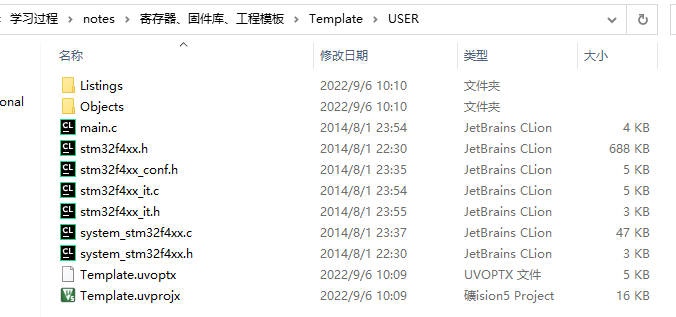 学习过程 notes 寄存器、固件库、工程模板 Template USER
名称 修改日期 类型 大小
Listings 2022/9/6 10:10 文件夹
onal
Objects 2022/9/6 10:10 文件夹
main.c 2014/8/1 23:54 JetBrains CLion 4 KB
stm32f4xx.h 2014/8/1 22:30 JetBrains CLion 688 KB
stm32f4xx_conf.h 2014/8/1 23:35 JetBrains CLion 5 KB
stm32f4xx_it.c 2014/8/1 23:54 JetBrains CLion 5 KB
stm32f4xx_it.h 2014/8/1 23:55 JetBrains CLion 3 KB
system_stm32f4xx.c 2014/8/1 23:37 JetBrains CLion 47 KB
system_stm32f4xx.h 2014/8/1 22:30 JetBrains CLion 3 KB
Template.uvoptx 2022/9/6 10:09 UVOPTX 文件 5 KB
Template.uvprojx 2022/9/6 10:09 礦ision5 Project 16 KB